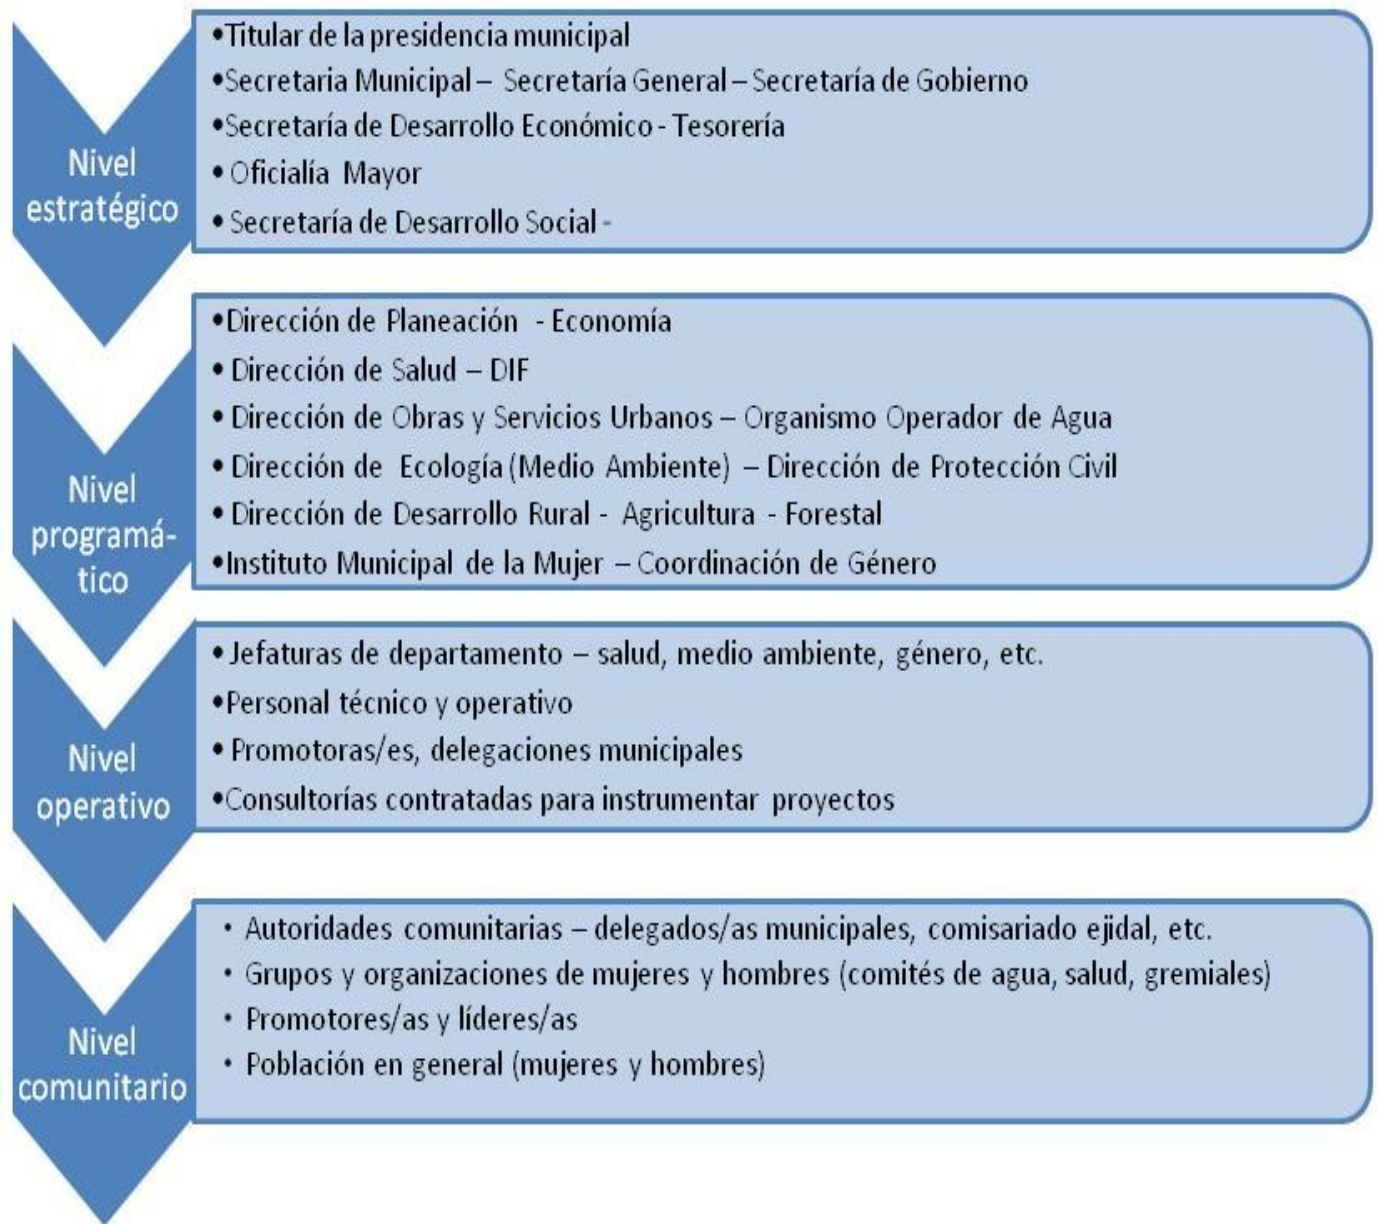 Nivel
estratégico
•Titular de la presidencia municipal
•Secretaria Municipal – Secretaría General – Secretaría de Gobierno
•Secretaría de Desarrollo Económico - Tesorería
• Oficialía Mayor
• Secretaría de Desarrollo Social -
Nivel
programá-
tico
•Dirección de Planeación - Economía
• Dirección de Salud – DIF
• Dirección de Obras y Servicios Urbanos – Organismo Operador de Agua
• Dirección de Ecología (Medio Ambiente) – Dirección de Protección Civil
• Dirección de Desarrollo Rural - Agricultura - Forestal
•Instituto Municipal de la Mujer – Coordinación de Género
Nivel
operativo
• Jefaturas de departamento – salud, medio ambiente, género, etc.
•Personal técnico y operativo
• Promotoras/es, delegaciones municipales
•Consultorías contratadas para instrumentar proyectos
Nivel
comunitario
• Autoridades comunitarias – delegados/as municipales, comisariado ejidal, etc.
• Grupos y organizaciones de mujeres y hombres (comités de agua, salud, gremiales)
• Promotores/as y líderes/as
• Población en general (mujeres y hombres)